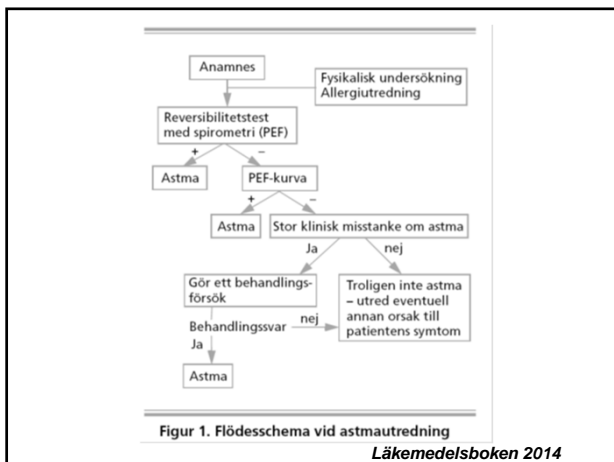 Anamnes
Fysikalisk undersökning
Allergiutredning
Reversibilitetstest
med spirometri (PEF)
+
–
Astma
PEF-kurva
+
–
Astma
Stor klinisk misstanke om astma
Ja
nej
Gör ett behandlings-
försök
Troligen inte astma
– utred eventuell
annan orsak till
patientens symtom
Behandlingssvar
nej
Ja
Astma
Figur 1. Flödesschema vid astmautredning
Läkemedelsboken 2014